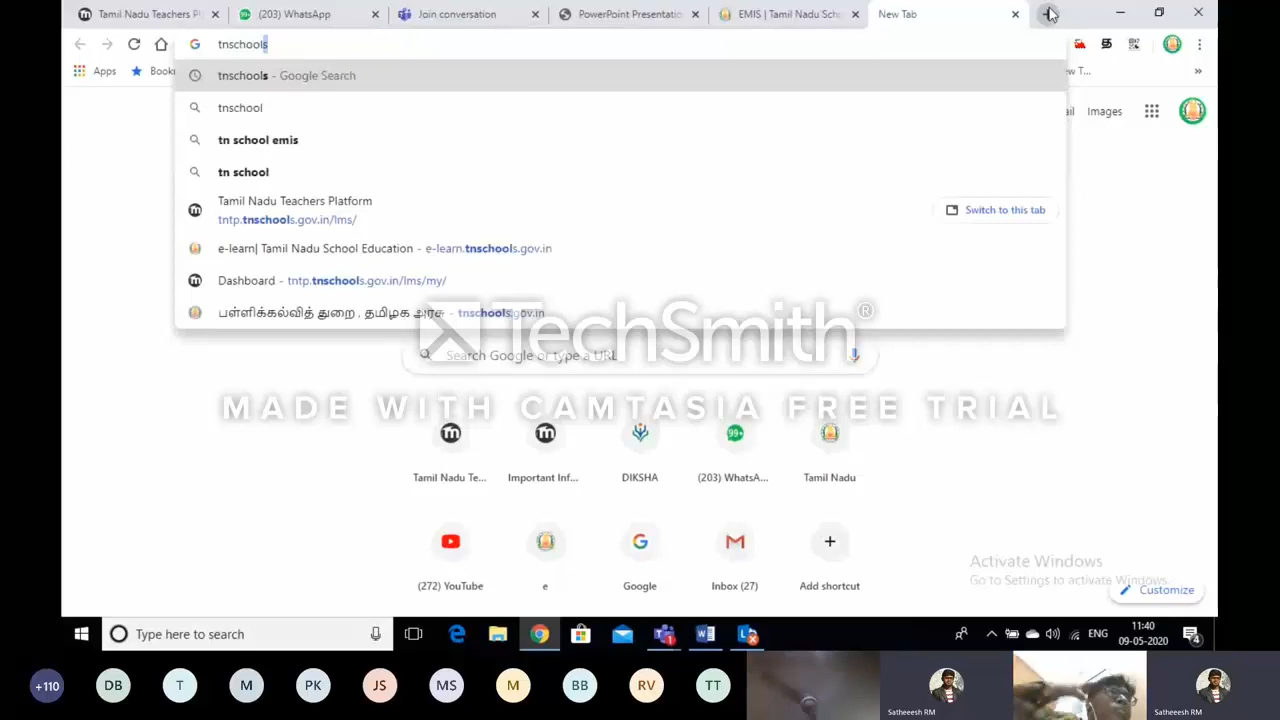 Tamil Nadu Teachers P
(203) WhatsApp
Join conversation
PowerPoint Presentatio
EMIS | Tamil Nadu Scho
New Tab
tnschools
Apps
Book
ew T...
»
tnschools - Google Search
tnschool
tn school emis
tn school
Tamil Nadu Teachers Platform
tntp.tnschools.gov.in/lms/
Switch to this tab
e-learn| Tamil Nadu School Education - e-learn.tnschools.gov.in
Dashboard - tntp.tnschools.gov.in/lms/my/
பள்ளிக்கல்வித் துறை , தமிழக அரசு - tnschools.gov.in
ail
Images
Search Google or type a URL
TechSmith®
MADE WITH CAMTASIA FREE TRIAL
99+
Tamil Nadu Te...
Important Inf...
DIKSHA
(203) WhatsA...
Tamil Nadu
(272) YouTube
e
Google
Inbox (27)
Add shortcut
Activate Windows
Go to Settings to activate Windows.
Customize
Type here to search
ENG
11:40
09-05-2020
+110
DB
T
M
PK
JS
MS
M
BB
RV
TT
Satheeesh RM
Satheeesh RM